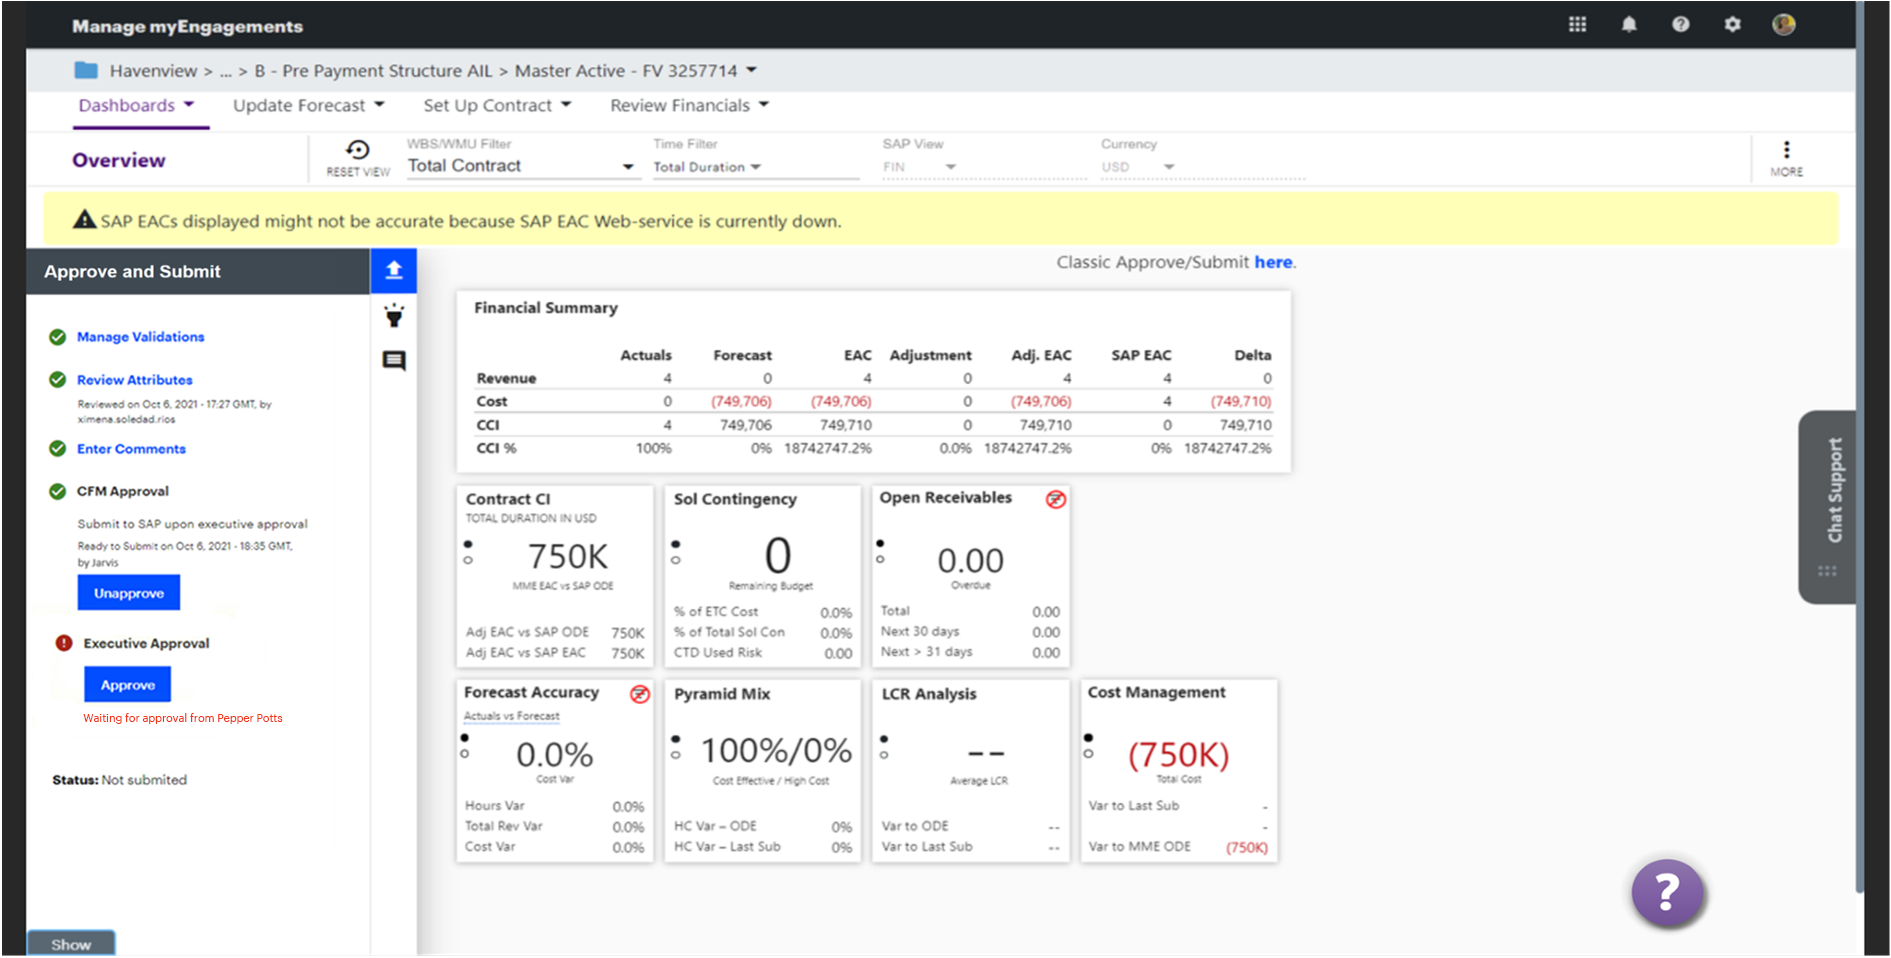 Manage myEngagements
Havenview > ... > B - Pre Payment Structure AIL > Master Active - FV 3257714
Dashboards Update Forecast Set Up Contract Review Financials
Overview
RESET VIEW
WBS/WMU Filter
Total Contract
Time Filter
Total Duration
SAP View
FIN
Currency
USD
MORE
SAP EACs displayed might not be accurate because SAP EAC Web-service is currently down.
Approve and Submit
Manage Validations
Review Attributes
Reviewed on Oct 6, 2021 - 17:27 GMT, by
ximena.soledad.rios
Enter Comments
CFM Approval
Submit to SAP upon executive approval
Ready to Submit on Oct 6, 2021 - 18:35 GMT,
by Jarvis
Unapprove
Executive Approval
Approve
Waiting for approval from Pepper Potts
Status: Not submited
Show
Classic Approve/Submit here.
Financial Summary
Actuals Forecast EAC Adjustment Adj. EAC SAP EAC Delta
Revenue 4 0 4 0 4 4 0
Cost 0 (749,706) (749,706) 0 (749,706) 4 (749,710)
CCI 4 749,706 749,710 0 749,710 0 749,710
CCI % 100% 0% 18742747.2% 0.0% 18742747.2% 0% 18742747.2%
Contract CI
TOTAL DURATION IN USD
750K
MME EAC vs SAP ODE
Adj EAC vs SAP ODE 750K
Adj EAC vs SAP EAC 750K
Sol Contingency
0
Remaining Budget
% of ETC Cost 0.0%
% of Total Sol Con 0.0%
CTD Used Risk 0.00
Open Receivables
0.00
Overdue
Total 0.00
Next 30 days 0.00
Next > 31 days 0.00
Forecast Accuracy
Actuals vs Forecast
0.0%
Cost Var
Hours Var 0.0%
Total Rev Var 0.0%
Cost Var 0.0%
Pyramid Mix
100%/0%
Cost Effective / High Cost
HC Var – ODE 0%
HC Var – Last Sub 0%
LCR Analysis
--
Average LCR
Var to ODE --
Var to Last Sub --
Cost Management
(750K)
Total Cost
Var to Last Sub -
-
Var to MME ODE (750K)
Chat Support
?